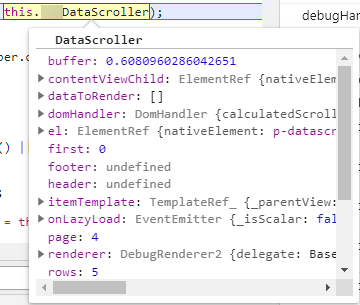 this. DataScroller);
debugHan
DataScroller
buffer: 0.6080960286042651
contentViewChild: ElementRef {nativeElem
dataToRender: []
domHandler: DomHandler {calculatedScroll
el: ElementRef {nativeElement: p-datascr
first: 0
footer: undefined
header: undefined
itemTemplate: TemplateRef_ {_parentView:
onLazyLoad: EventEmitter {_isScalar: fal
page: 4
renderer: DebugRenderer2 {delegate: Base
rows: 5
ber.
() |
;
= th